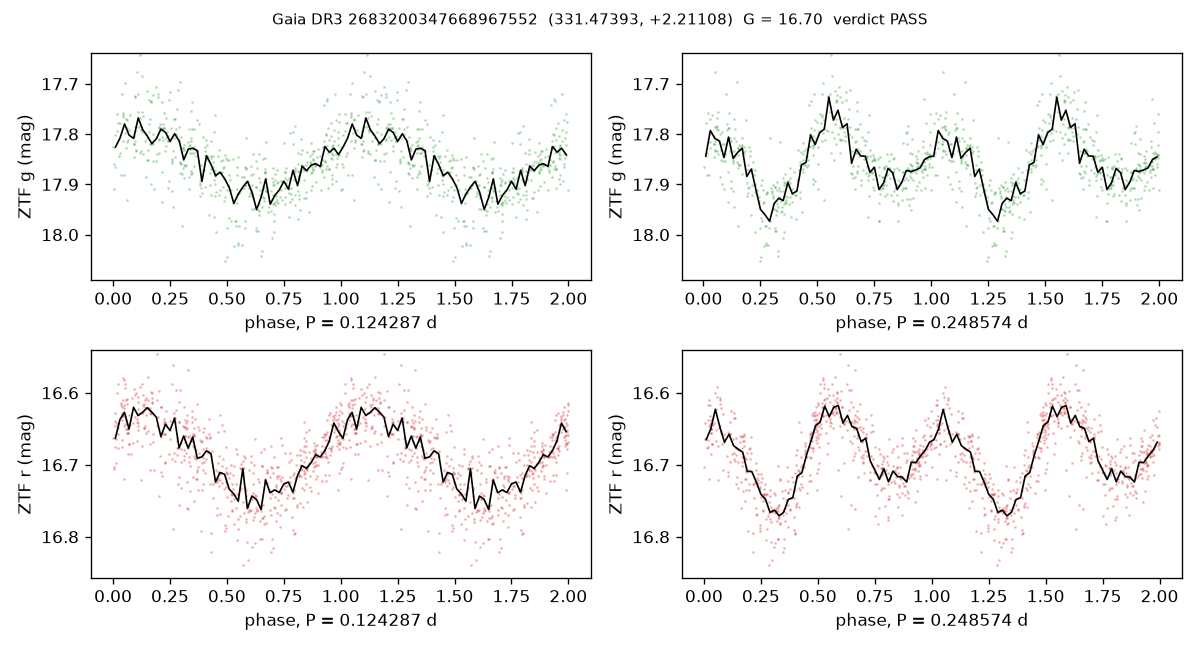 Gaia DR3 2683200347668967552 (331.47393, +2.21108) G = 16.70 verdict PASS
ZTF g (mag)
17.7
17.8
17.9
18.0
0.00 0.25 0.50 0.75 1.00 1.25 1.50 1.75 2.00
phase, P = 0.124287 d
ZTF g (mag)
17.7
17.8
17.9
18.0
0.00 0.25 0.50 0.75 1.00 1.25 1.50 1.75 2.00
phase, P = 0.248574 d
ZTF r (mag)
16.6
16.7
16.8
0.00 0.25 0.50 0.75 1.00 1.25 1.50 1.75 2.00
phase, P = 0.124287 d
ZTF r (mag)
16.6
16.7
16.8
0.00 0.25 0.50 0.75 1.00 1.25 1.50 1.75 2.00
phase, P = 0.248574 d